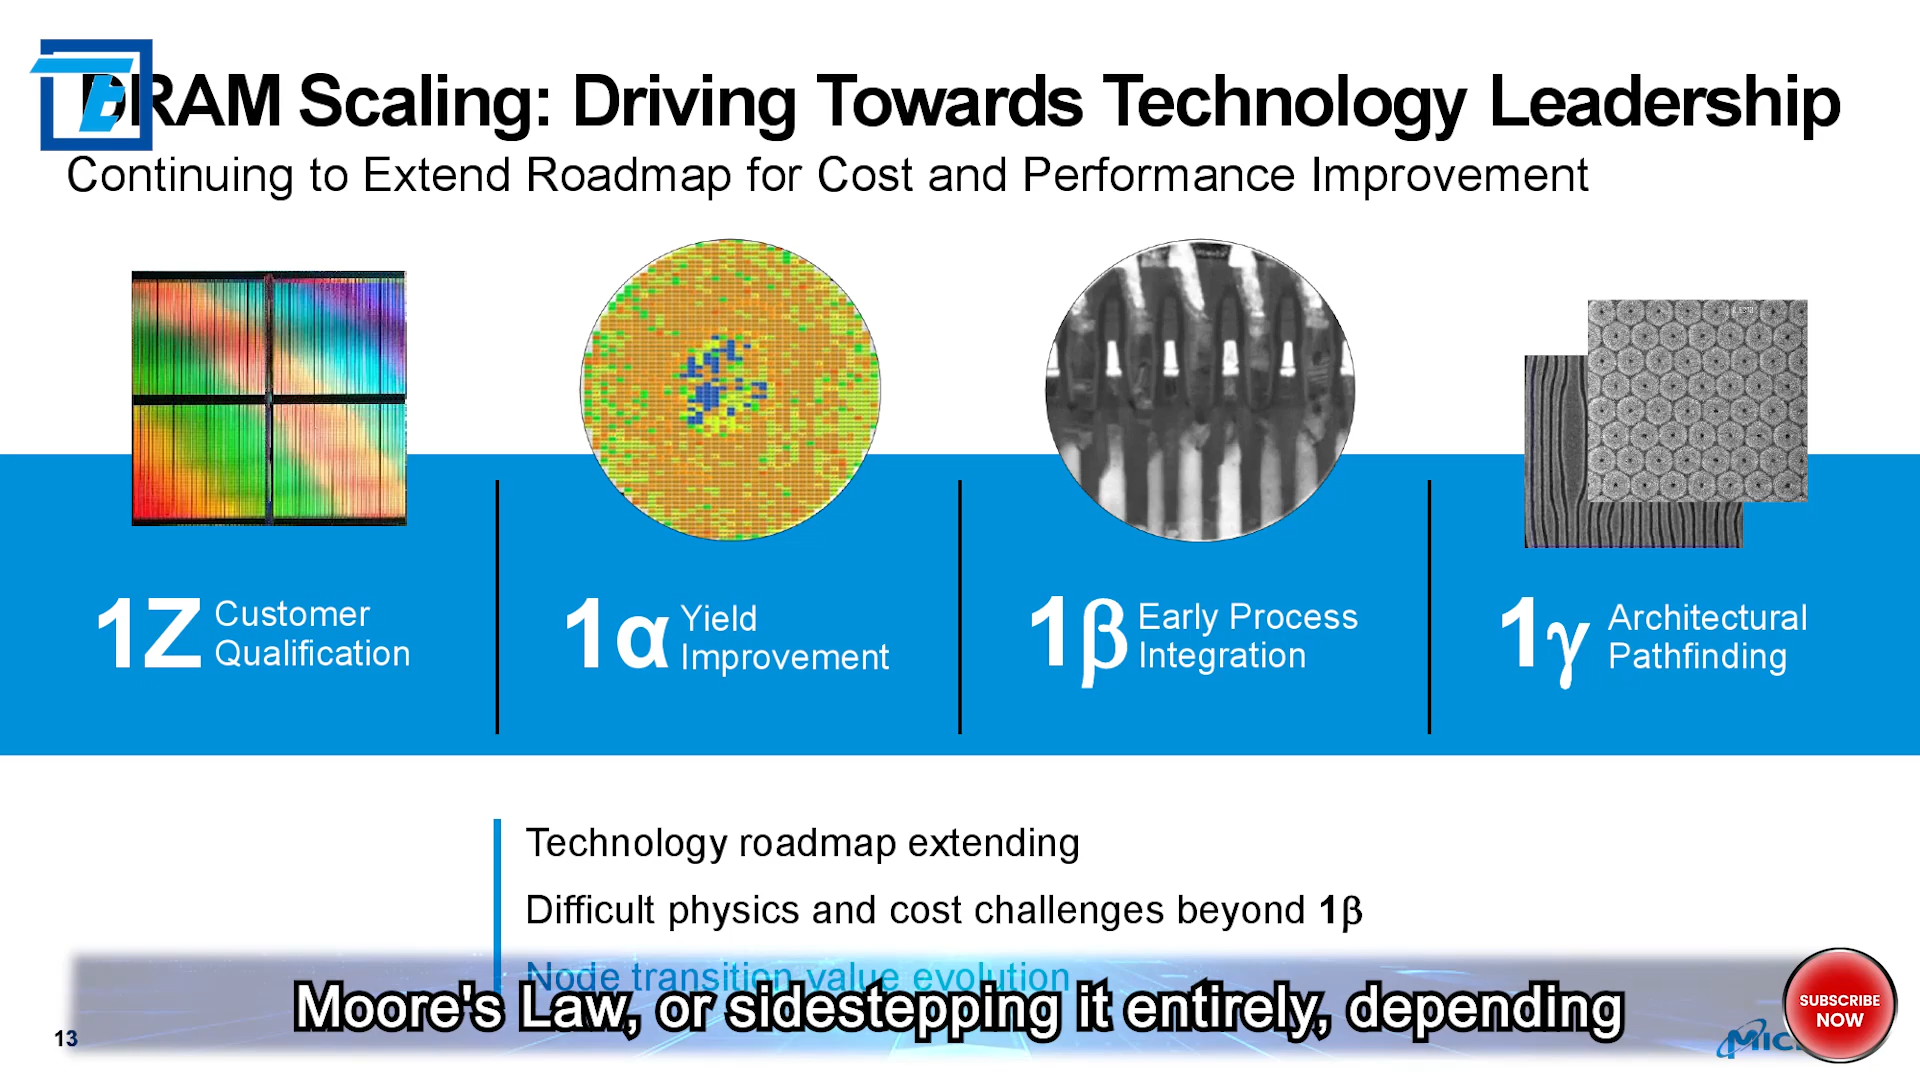 DRAM Scaling: Driving Towards Technology Leadership
Continuing to Extend Roadmap for Cost and Performance Improvement
1Z Customer
Qualification
1α Yield
Improvement
1β Early Process
Integration
1γ Architectural
Pathfinding
Technology roadmap extending
Difficult physics and cost challenges beyond 1β
Node transition value evolution
Moore's Law, or sidestepping it entirely, depending
SUBSCRIBE
NOW
13